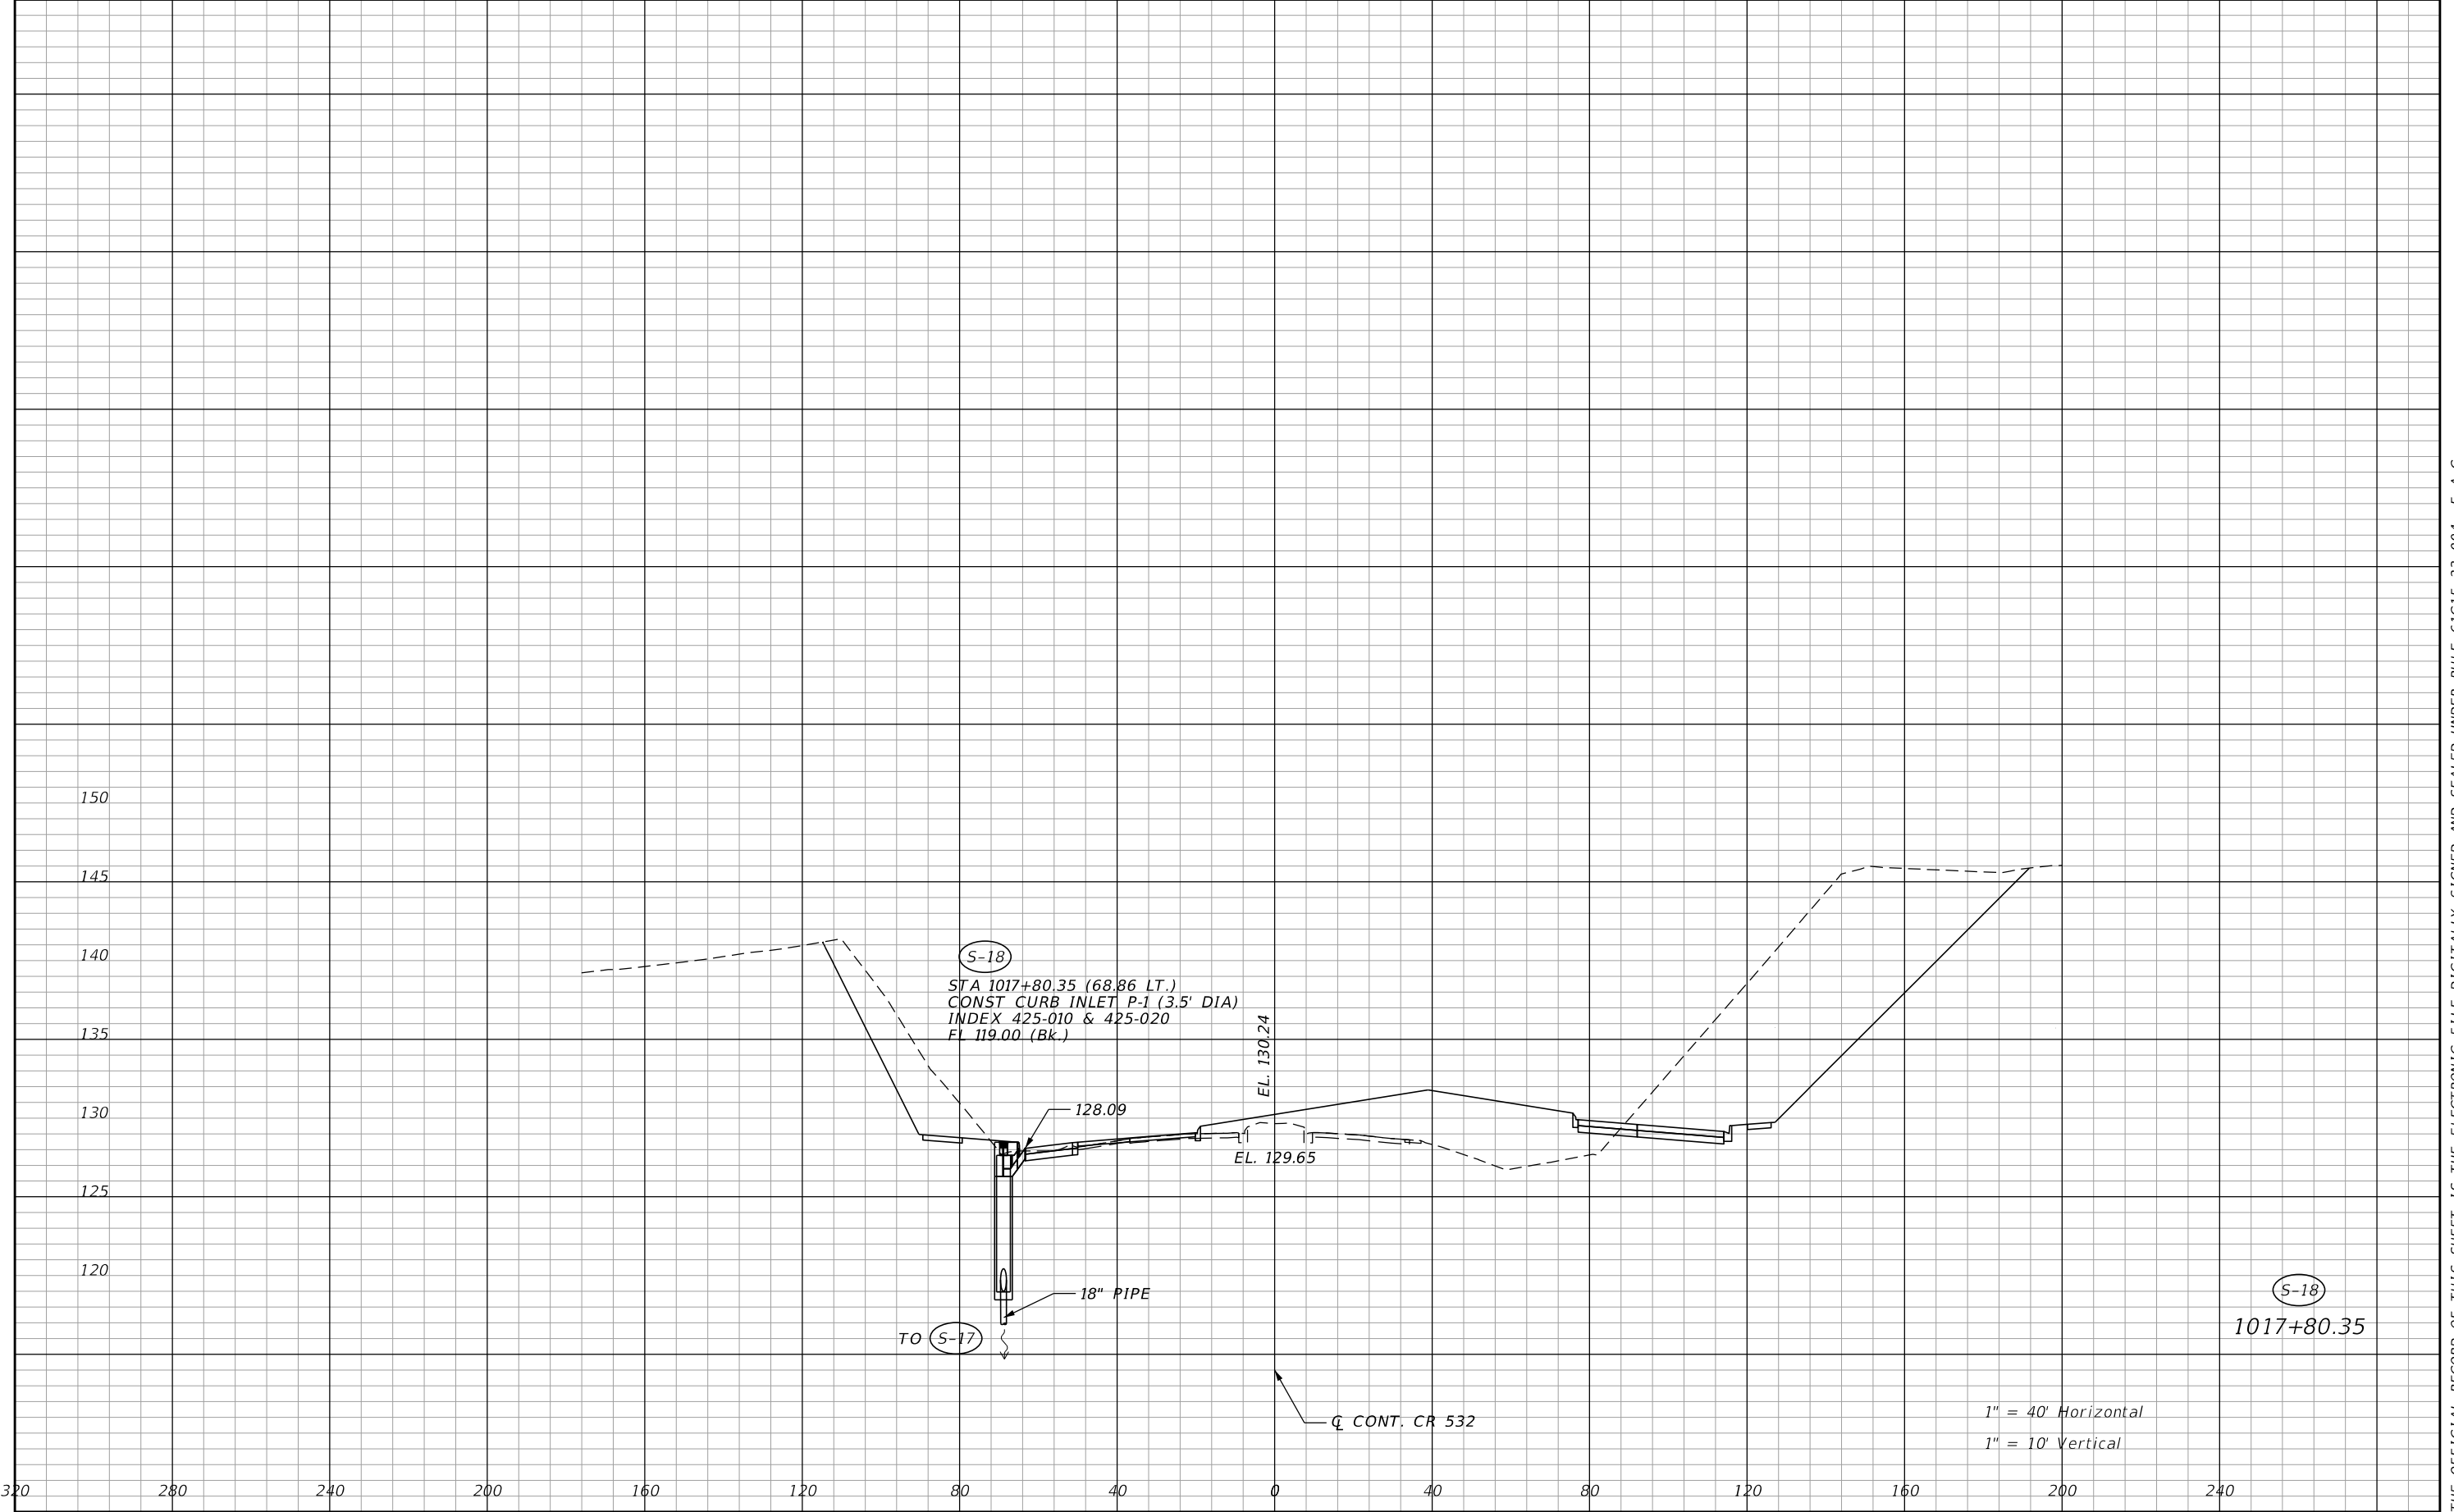 150
145
140
135
130
125
120
S-18
STA 1017+80.35 (68.86 LT.)
CONST CURB INLET P-1 (3.5' DIA)
INDEX 425-010 & 425-020
FL 119.00 (Bk.)
EL. 130.24
128.09
EL. 129.65
18" PIPE
TO S-17
S-18
1017+80.35
℄ CONT. CR 532
1" = 40' Horizontal
1" = 10' Vertical
320 280 240 200 160 120 80 40 0 40 80 120 160 200 240